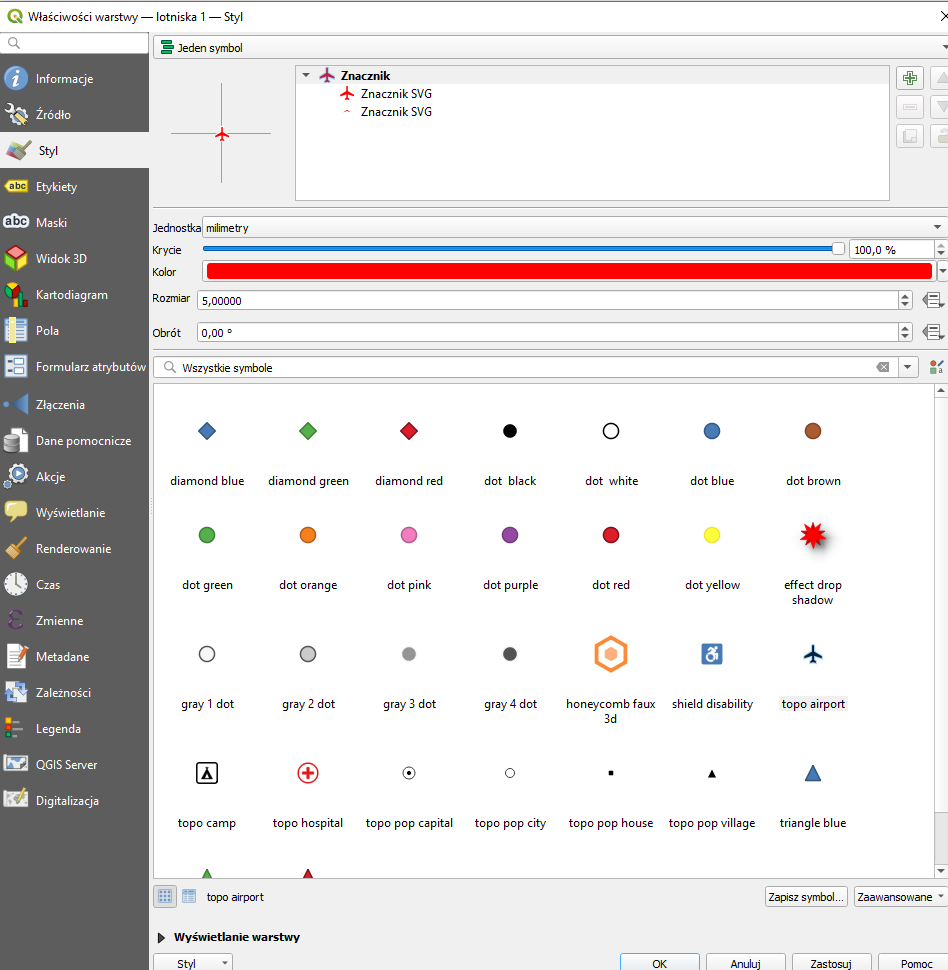 Właściwości warstwy — lotniska 1 — Styl
Jeden symbol
Informacje
Źródło
Styl
abc Etykiety
abc Maski
Widok 3D
Kartodiagram
Pola
Formularz atrybutów
Złączenia
Dane pomocnicze
Akcje
Wyświetlanie
Renderowanie
Czas
Zmienne
Metadane
Zależności
Legenda
QGIS Server
Digitalizacja
Znacznik
Znacznik SVG
Znacznik SVG
Jednostka milimetry
Krycie 100,0 %
Kolor
Rozmiar 5,00000
Obrót 0,00 °
Wszystkie symbole
diamond blue diamond green diamond red dot black dot white dot blue dot brown
dot green dot orange dot pink dot purple dot red dot yellow effect drop
shadow
gray 1 dot gray 2 dot gray 3 dot gray 4 dot honeycomb faux shield disability topo airport
3d
topo camp topo hospital topo pop capital topo pop city topo pop house topo pop village triangle blue
topo airport
Zapisz symbol... Zaawansowane
Wyświetlanie warstwy
Styl OK Anuluj Zastosuj Pomoc